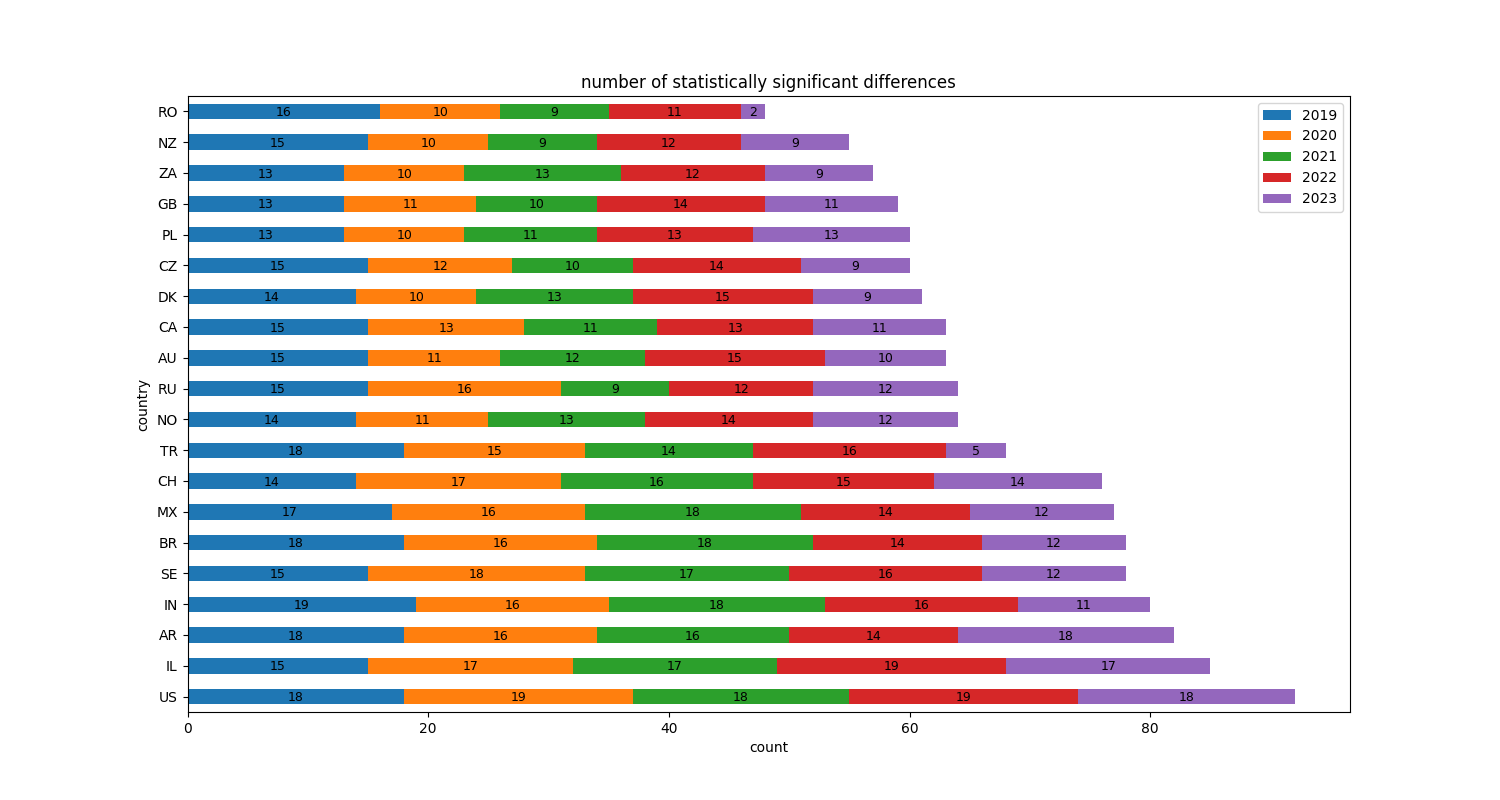 number of statistically significant differences
RO 16 10 9 11 2
NZ 15 10 9 12 9
ZA 13 10 13 12 9
GB 13 11 10 14 11
PL 13 10 11 13 13
CZ 15 12 10 14 9
DK 14 10 13 15 9
CA 15 13 11 13 11
AU 15 11 12 15 10
RU 15 16 9 12 12
NO 14 11 13 14 12
TR 18 15 14 16 5
CH 14 17 16 15 14
MX 17 16 18 14 12
BR 18 16 18 14 12
SE 15 18 17 16 12
IN 19 16 18 16 11
AR 18 16 16 14 18
IL 15 17 17 19 17
US 18 19 18 19 18
0 20 40 60 80
count
country
2019
2020
2021
2022
2023